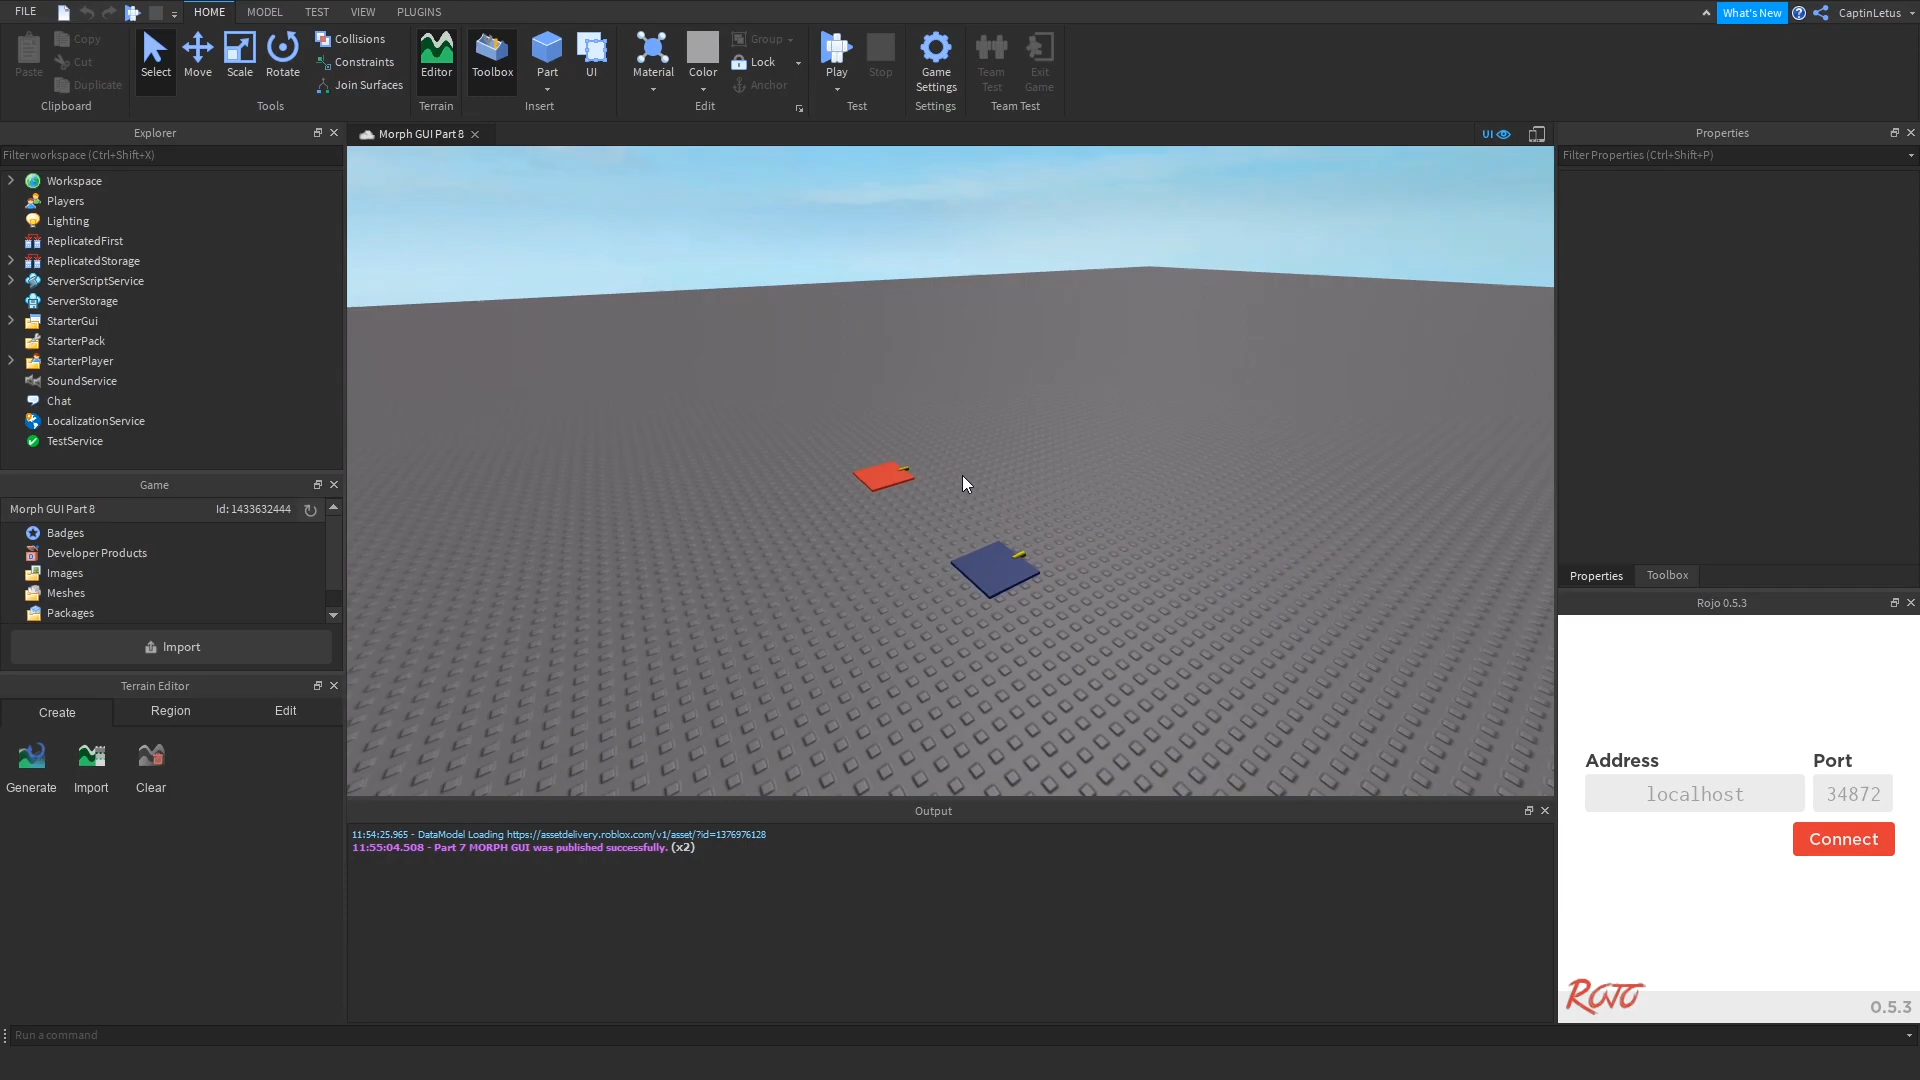 FILE HOME MODEL TEST VIEW PLUGINS What's New CaptinLetus
Paste Copy Cut Duplicate Clipboard
Select Move Scale Rotate Collisions Constraints Join Surfaces Tools
Editor Terrain
Toolbox Part UI Insert
Material Color Group Lock Anchor Edit
Play Stop Test
Game Settings Settings
Team Test Exit Game Team Test
Explorer
Filter workspace (Ctrl+Shift+X)
Workspace
Players
Lighting
ReplicatedFirst
ReplicatedStorage
ServerScriptService
ServerStorage
StarterGui
StarterPack
StarterPlayer
SoundService
Chat
LocalizationService
TestService
Game
Morph GUI Part 8 Id: 1433632444
Badges
Developer Products
Images
Meshes
Packages
Import
Terrain Editor
Create Region Edit
Generate Import Clear
Morph GUI Part 8 UI
Output
11:54:25.965 - DataModel Loading https://assetdelivery.roblox.com/v1/asset/?id=1376976128
11:55:04.508 - Part 7 MORPH GUI was published successfully. (x2)
Run a command
Properties
Filter Properties (Ctrl+Shift+P)
Properties Toolbox
Rojo 0.5.3
Address Port
localhost 34872
Connect
ROJO 0.5.3